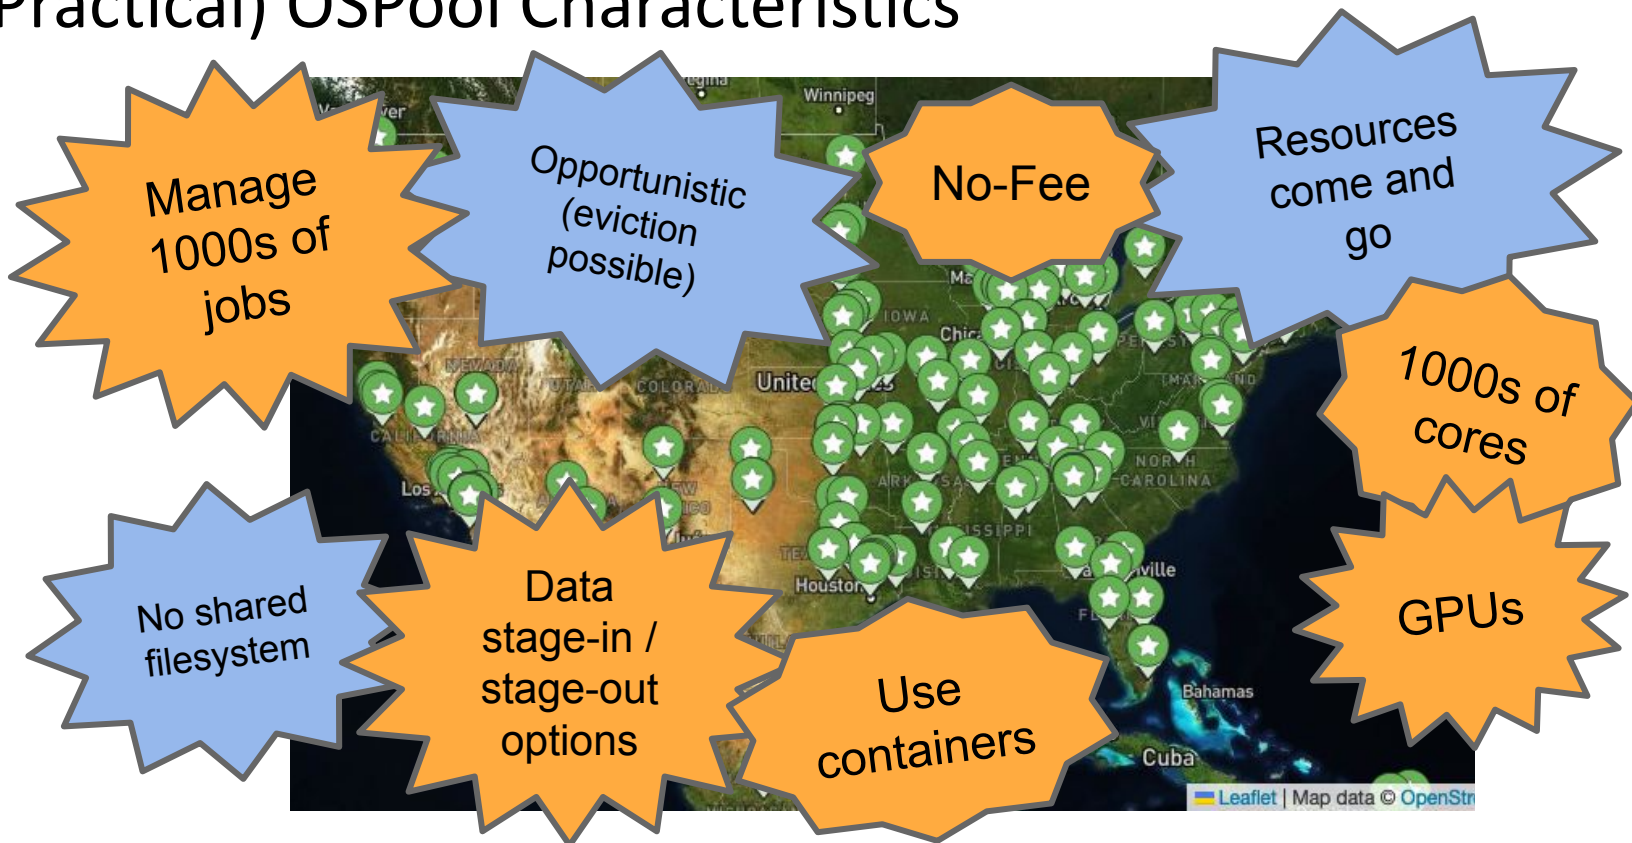 Practical) OSPool Characteristics
Manage
1000s of
jobs
Opportunistic
(eviction
possible)
No-Fee
Resources
come and
go
1000s of
cores
GPUs
No shared
filesystem
Data
stage-in /
stage-out
options
Use
containers
Winnipeg
IOWA
NEVADA
UTAH
COLORAD
United
CALIFORNIA
Los
NORTH
CAROLINA
Houston
Bahamas
Cuba
Leaflet | Map data © OpenStr